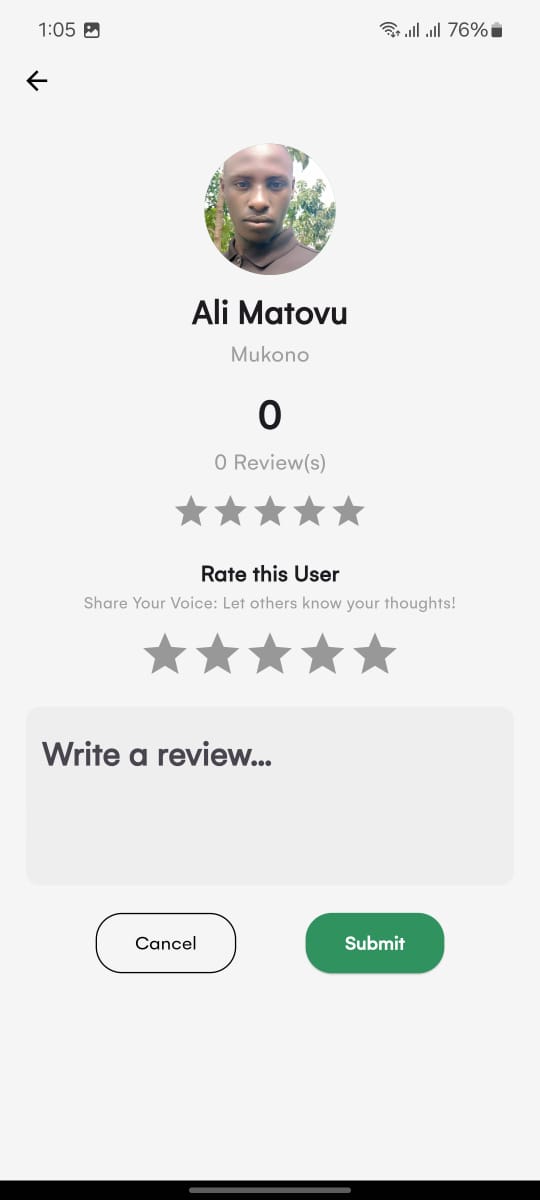 1:05 76%
Ali Matovu
Mukono
0
0 Review(s)
Rate this User
Share Your Voice: Let others know your thoughts!
Write a review...
Cancel Submit